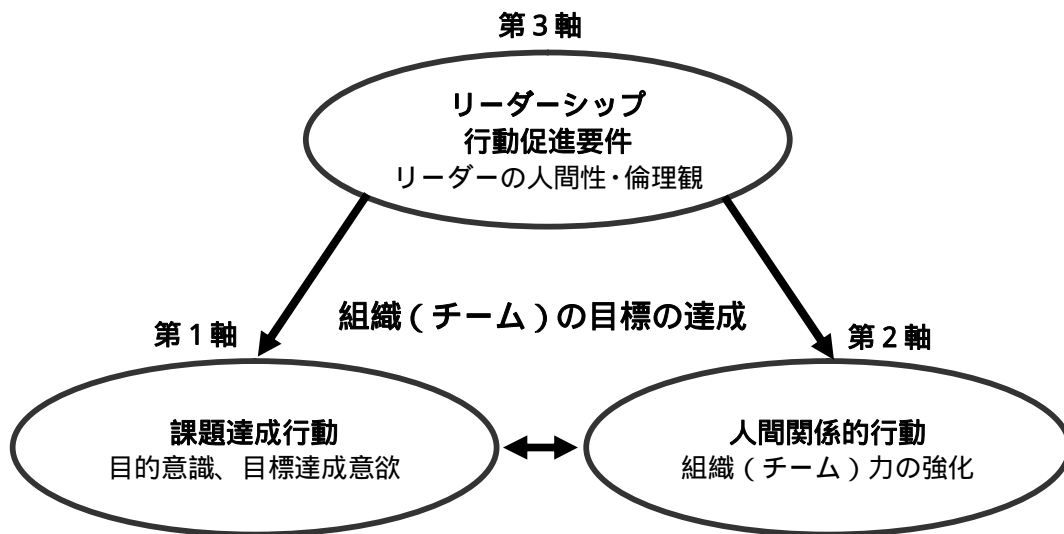 第３軸
リーダーシップ
行動促進要件
リーダーの人間性・倫理観
組織（チーム）の目標の達成
第１軸
第２軸
課題達成行動
目的意識、目標達成意欲
人間関係的行動
組織（チーム）力の強化